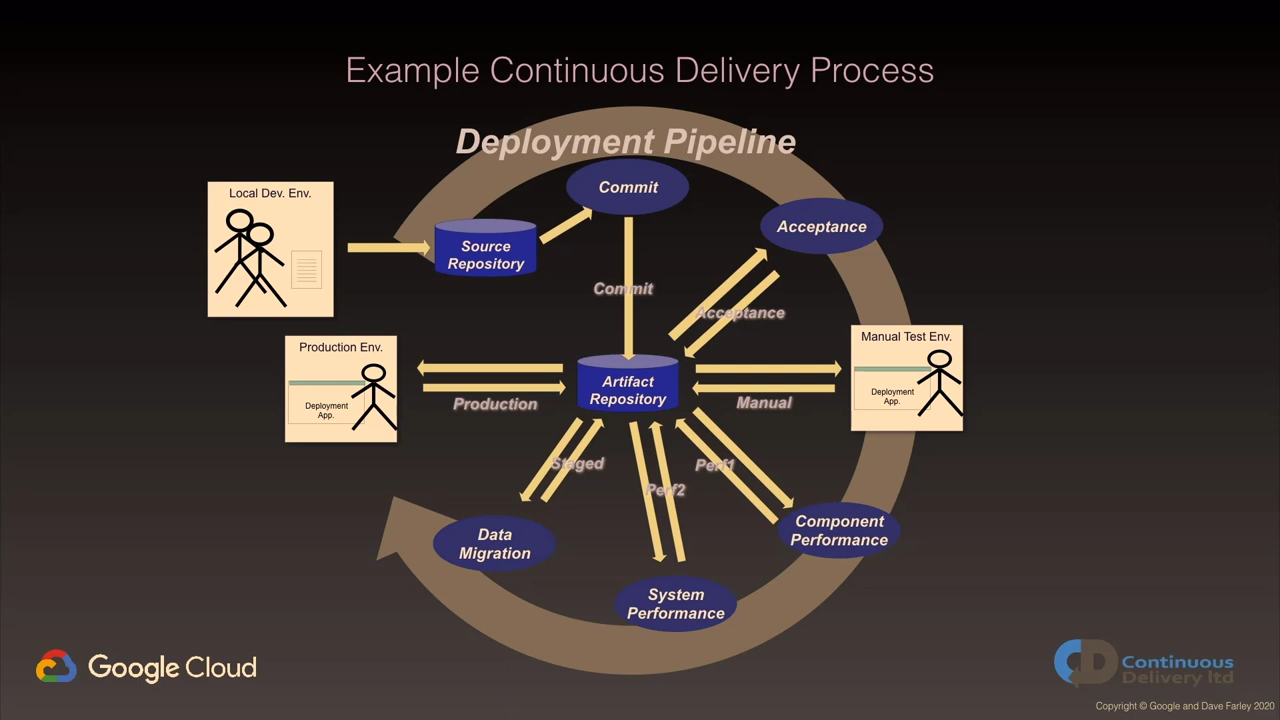 Example Continuous Delivery Process
Deployment Pipeline
Local Dev. Env.
Commit
Acceptance
Source
Repository
Commit
Acceptance
Production Env.
Deployment
App.
Manual Test Env.
Deployment
App.
Artifact
Repository
Production
Manual
Staged
Perf1
Perf2
Data
Migration
Component
Performance
System
Performance
Google Cloud
CD Continuous
Delivery ltd
Copyright © Google and Dave Farley 2020